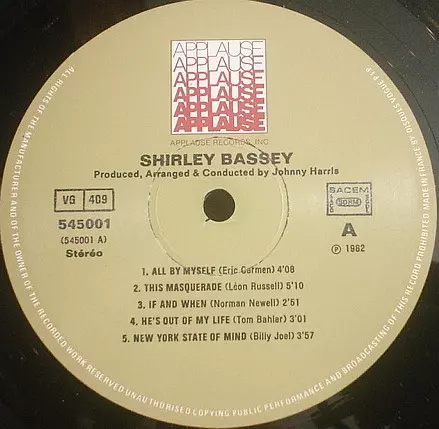 APPLAUSE
APPLAUSE
APPLAUSE
APPLAUSE
APPLAUSE
APPLAUSE
APPLAUSE RECORDS, INC
SHIRLEY BASSEY
Produced, Arranged & Conducted by Johnny Harris
VG 409
545001
(545001 A)
Stéréo
SACEM
SDRM
A
℗ 1982
1. ALL BY MYSELF (Eric Carmen) 4'08
2. THIS MASQUERADE (Léon Russell) 5'10
3. IF AND WHEN (Norman Newell) 2'51
4. HE'S OUT OF MY LIFE (Tom Bahler) 3'01
5. NEW YORK STATE OF MIND (Billy Joel) 3'57
ALL RIGHTS OF THE MANUFACTURER AND OF THE OWNER OF THE RECORDED WORK RESERVED UNAUTHORISED COPYING PUBLIC PERFORMANCE AND BROADCASTING OF THIS RECORD PROHIBITED MADE IN FRANCE BY DISQUES VOGUE P.I.P